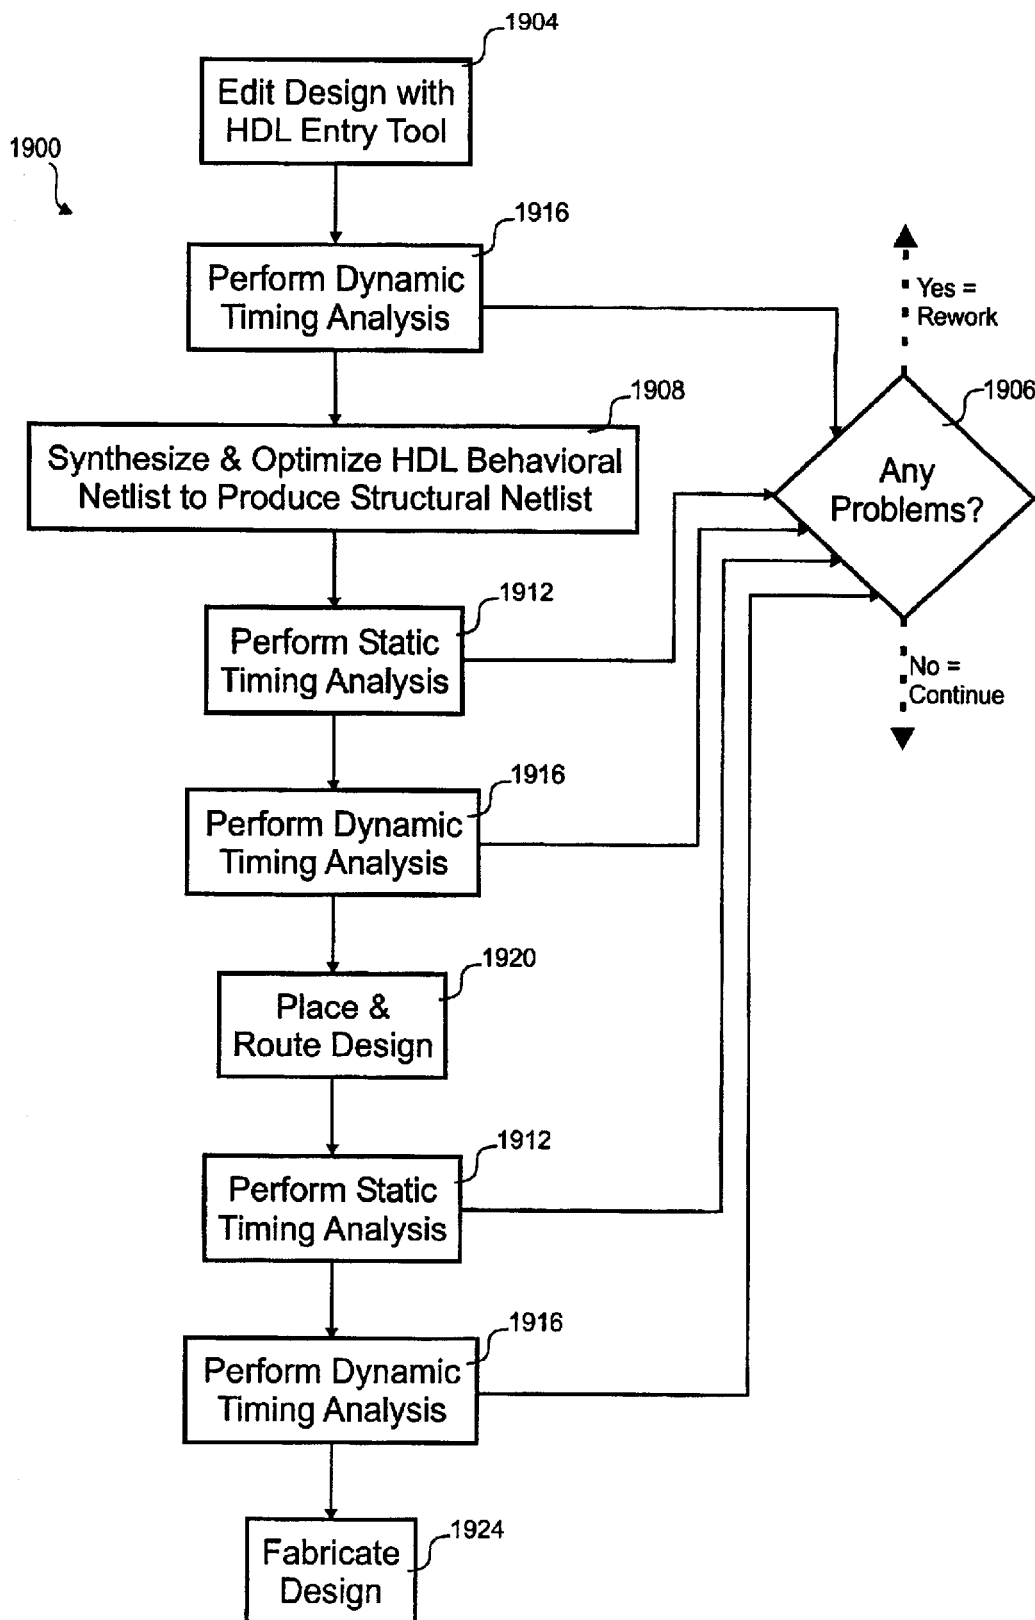 1904
Edit Design with
HDL Entry Tool
1900
1916
Perform Dynamic
Timing Analysis
Yes =
Rework
1908
1906
Synthesize & Optimize HDL Behavioral
Netlist to Produce Structural Netlist
Any
Problems?
1912
Perform Static
Timing Analysis
No =
Continue
1916
Perform Dynamic
Timing Analysis
1920
Place &
Route Design
1912
Perform Static
Timing Analysis
1916
Perform Dynamic
Timing Analysis
1924
Fabricate
Design